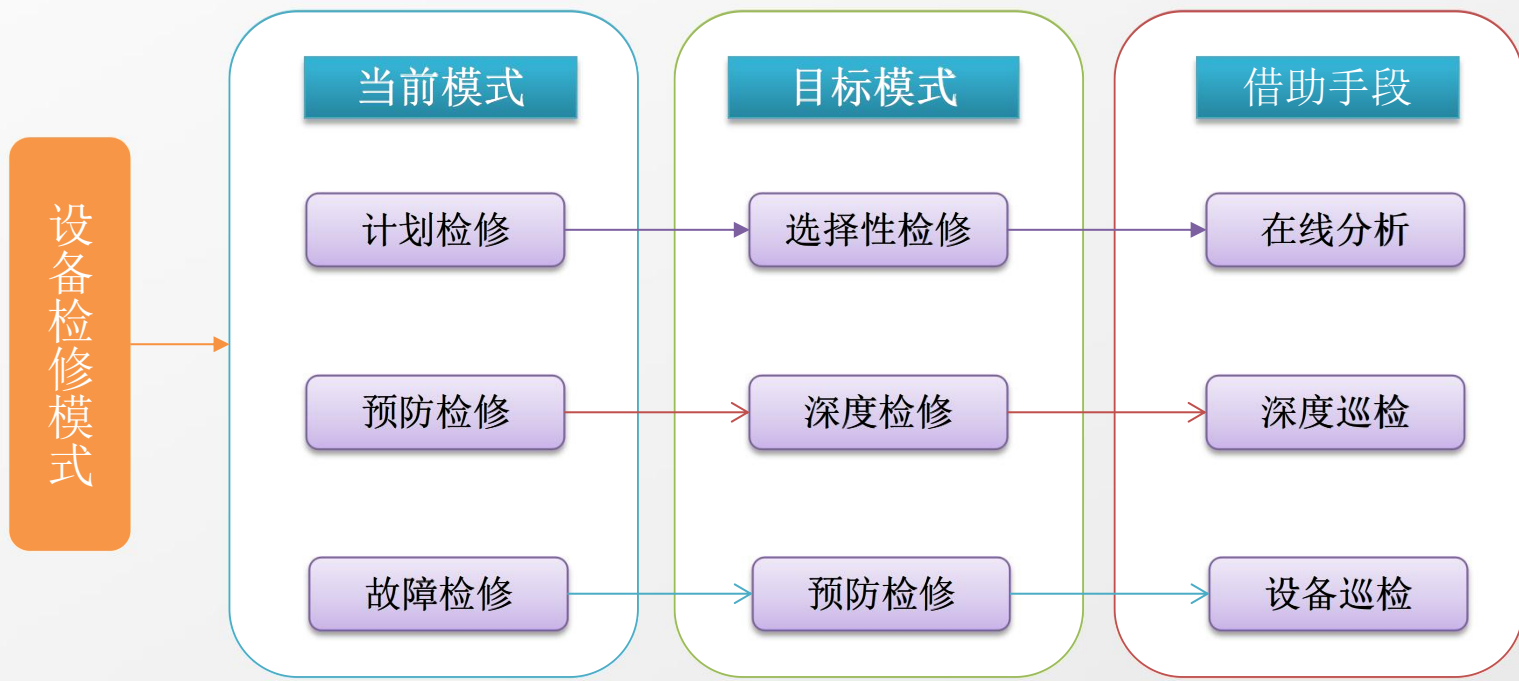 设备检修模式
当前模式
目标模式
借助手段
计划检修
选择性检修
在线分析
预防检修
深度检修
深度巡检
故障检修
预防检修
设备巡检